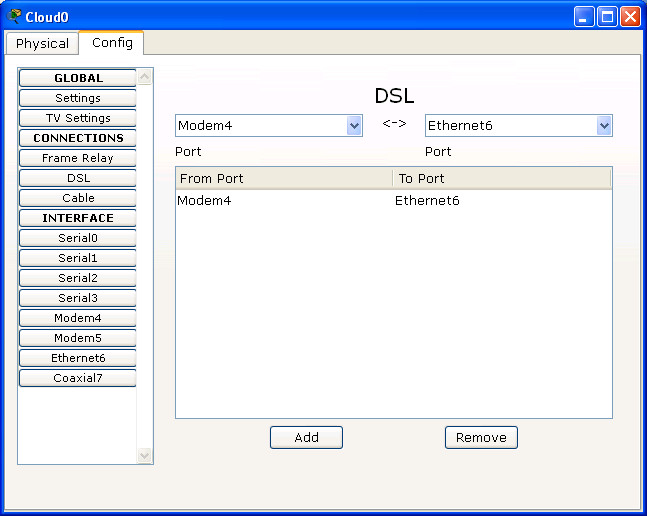 Cloud0
Physical Config
GLOBAL
Settings
TV Settings
CONNECTIONS
Frame Relay
DSL
Cable
INTERFACE
Serial0
Serial1
Serial2
Serial3
Modem4
Modem5
Ethernet6
Coaxial7
DSL
Modem4 <-> Ethernet6
Port Port
From Port To Port
Modem4 Ethernet6
Add Remove